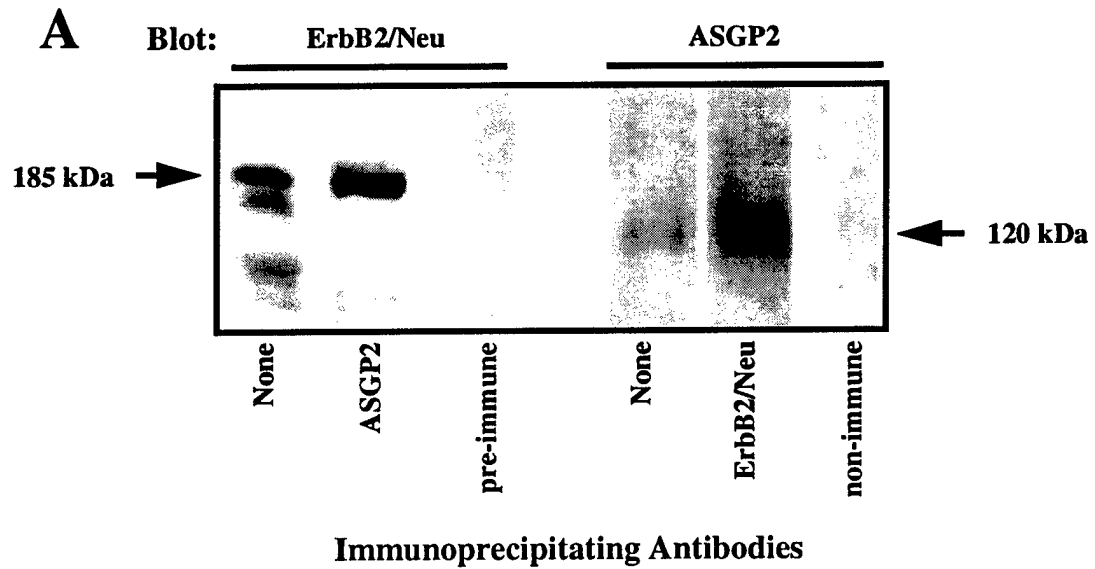 A
Blot: ErbB2/Neu ASGP2
185 kDa
120 kDa
None ASGP2 pre-immune None ErbB2/Neu non-immune
Immunoprecipitating Antibodies